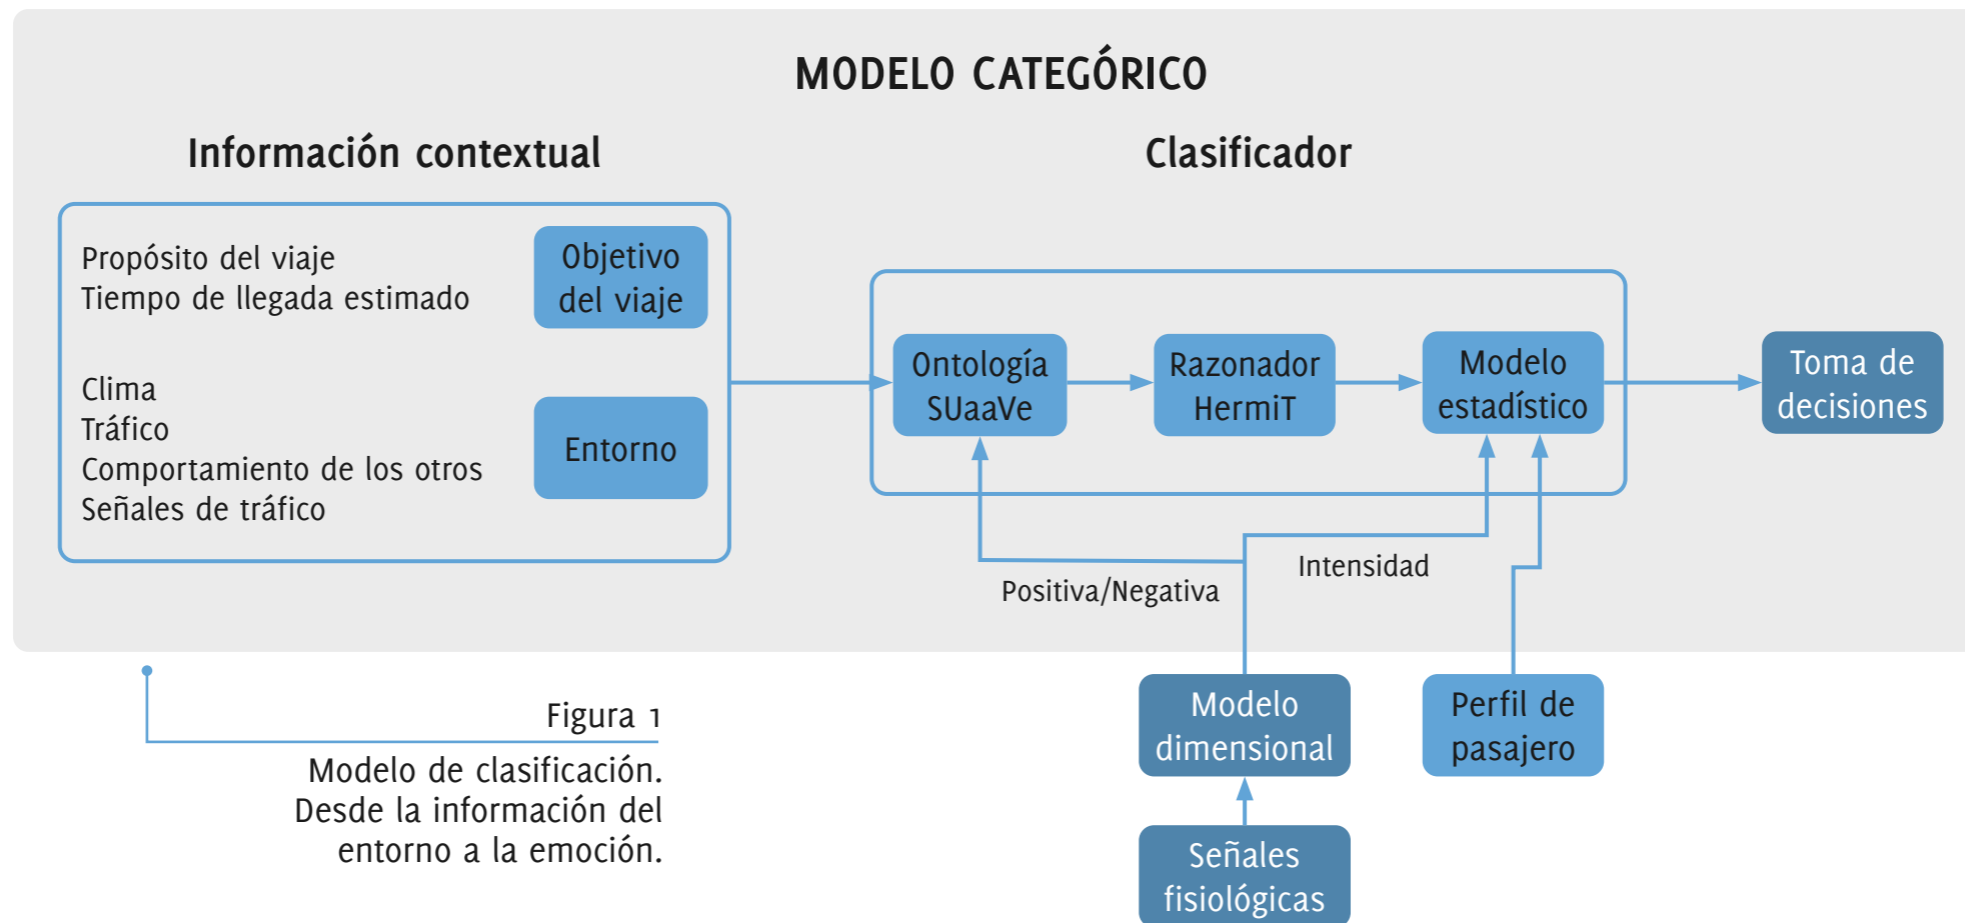 MODELO CATEGÓRICO
Información contextual
Propósito del viaje
Tiempo de llegada estimado
Objetivo
del viaje
Clima
Tráfico
Comportamiento de los otros
Señales de tráfico
Entorno
Clasificador
Ontología
SUaaVe
Razonador
HermiT
Modelo
estadístico
Toma de
decisiones
Positiva/Negativa
Intensidad
Modelo
dimensional
Perfil de
pasajero
Señales
fisiológicas
Figura 1
Modelo de clasificación.
Desde la información del
entorno a la emoción.